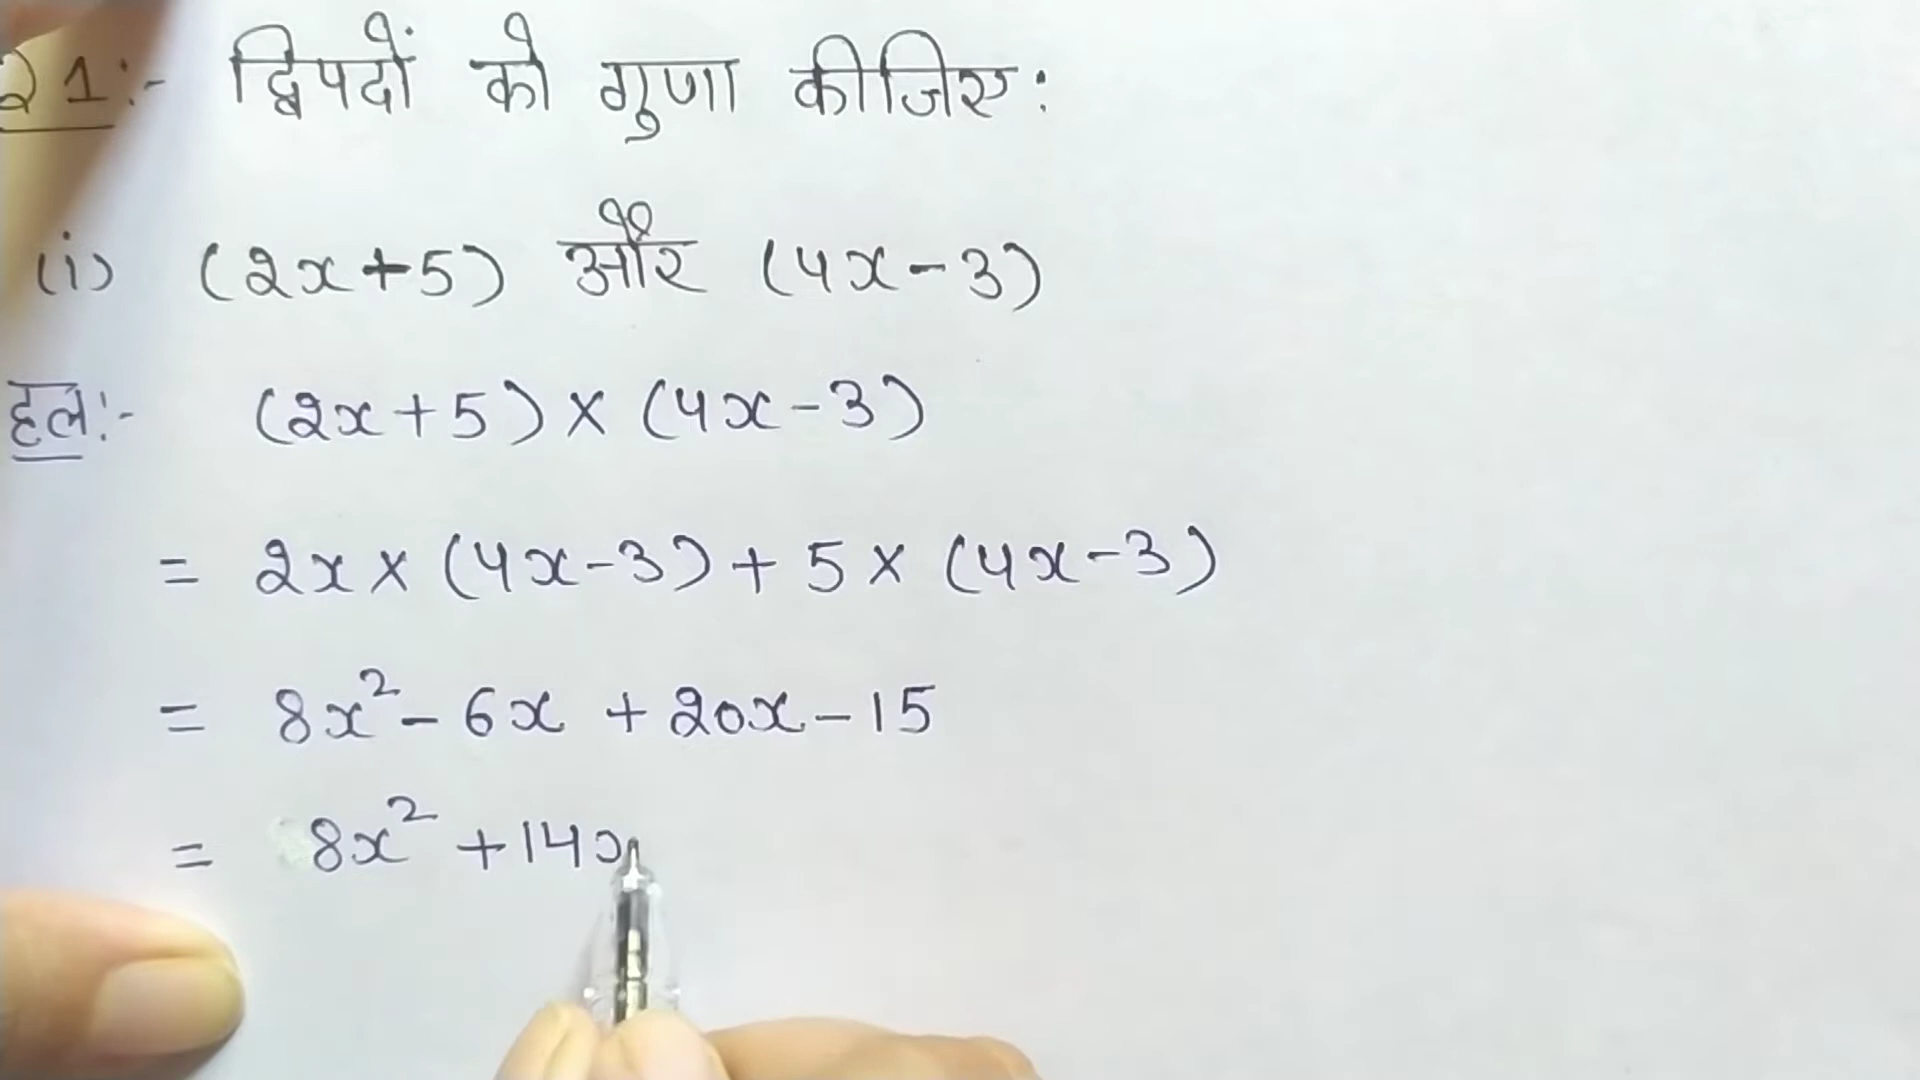 Q1:- द्विपदों को गुणा कीजिए:
(i) (2x+5) और (4x-3)
हल:- (2x+5)×(4x-3)
= 2x×(4x-3)+5×(4x-3)
= 8x²-6x+20x-15
= 8x²+14x